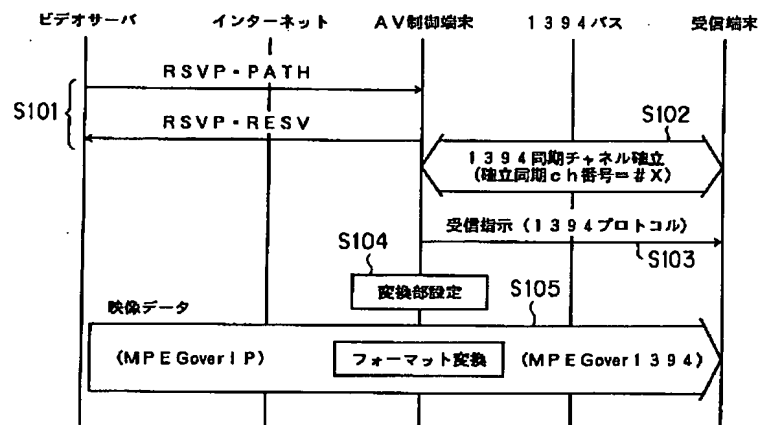 ビデオサーバ インターネット AV制御端末 1394バス 受信端末
RSVP・PATH
S101
RSVP・RESV
S102
1394同期チャネル確立
(確立同期ch番号=#X)
受信指示(1394プロトコル)
S103
S104
変換部設定
S105
映像データ
(MPEGoverIP) フォーマット変換 (MPEGover1394)